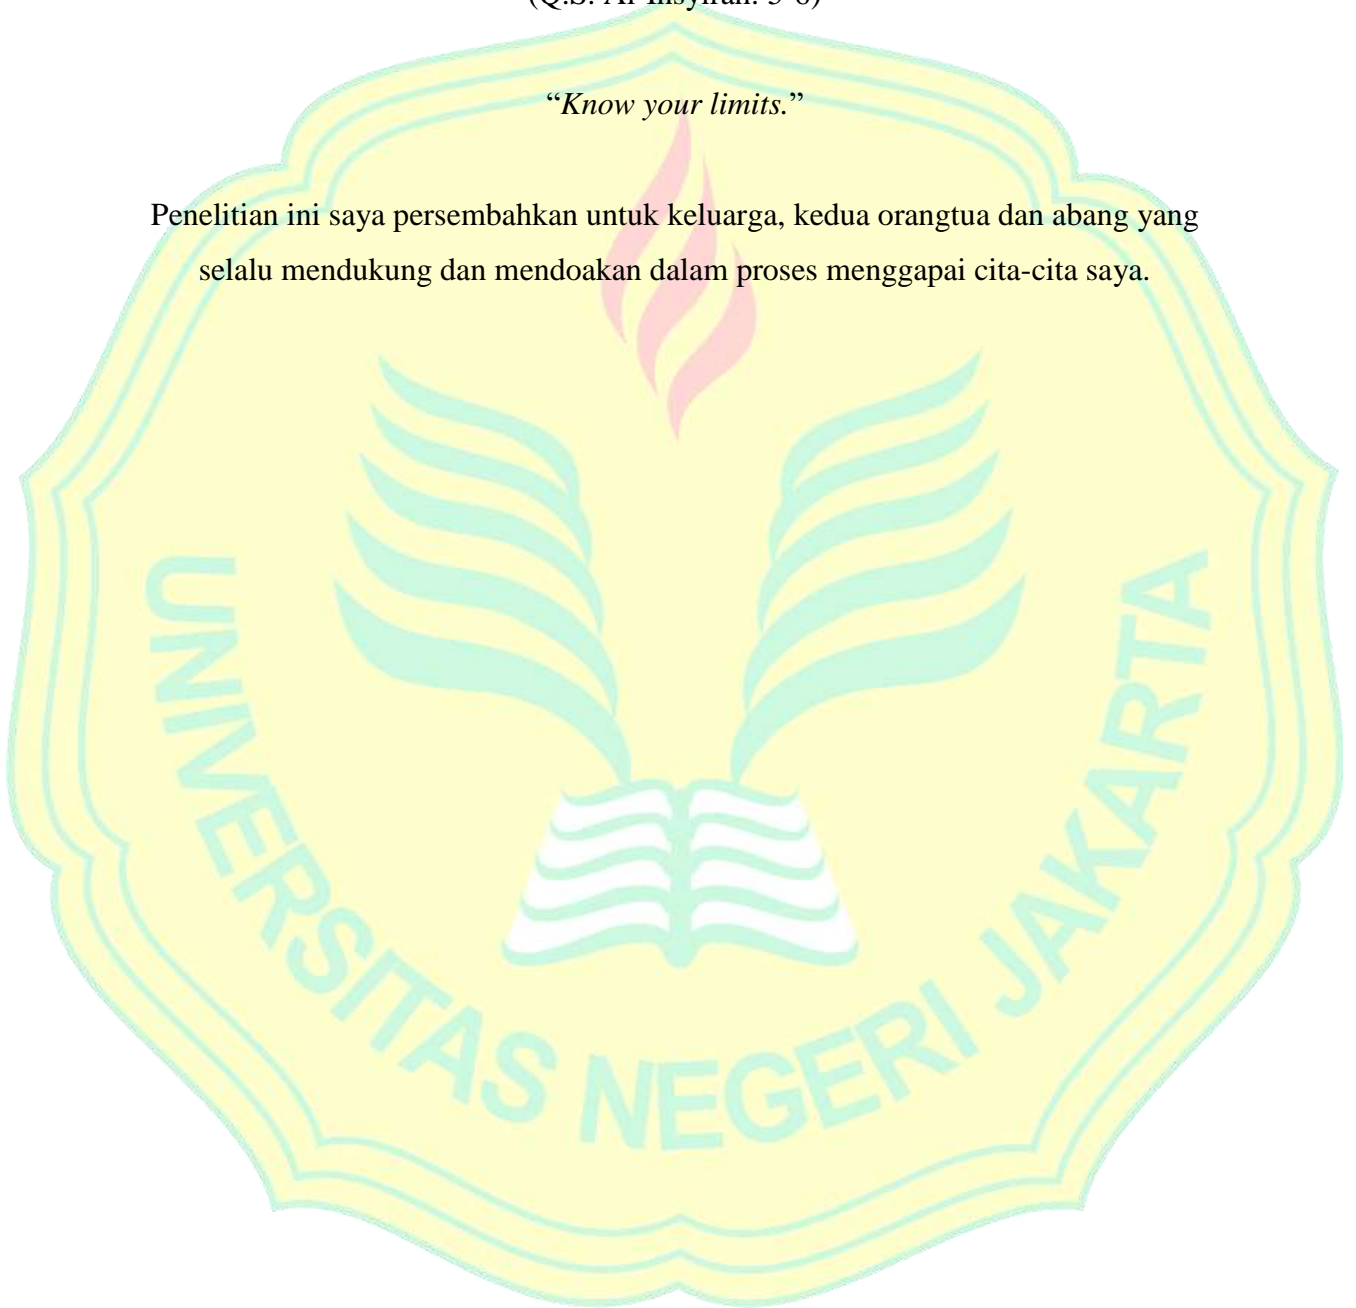 “Know your limits.”
Penelitian ini saya persembahkan untuk keluarga, kedua orangtua dan abang yang
selalu mendukung dan mendoakan dalam proses menggapai cita-cita saya.
UNIVERSITAS NEGERI JAKARTA